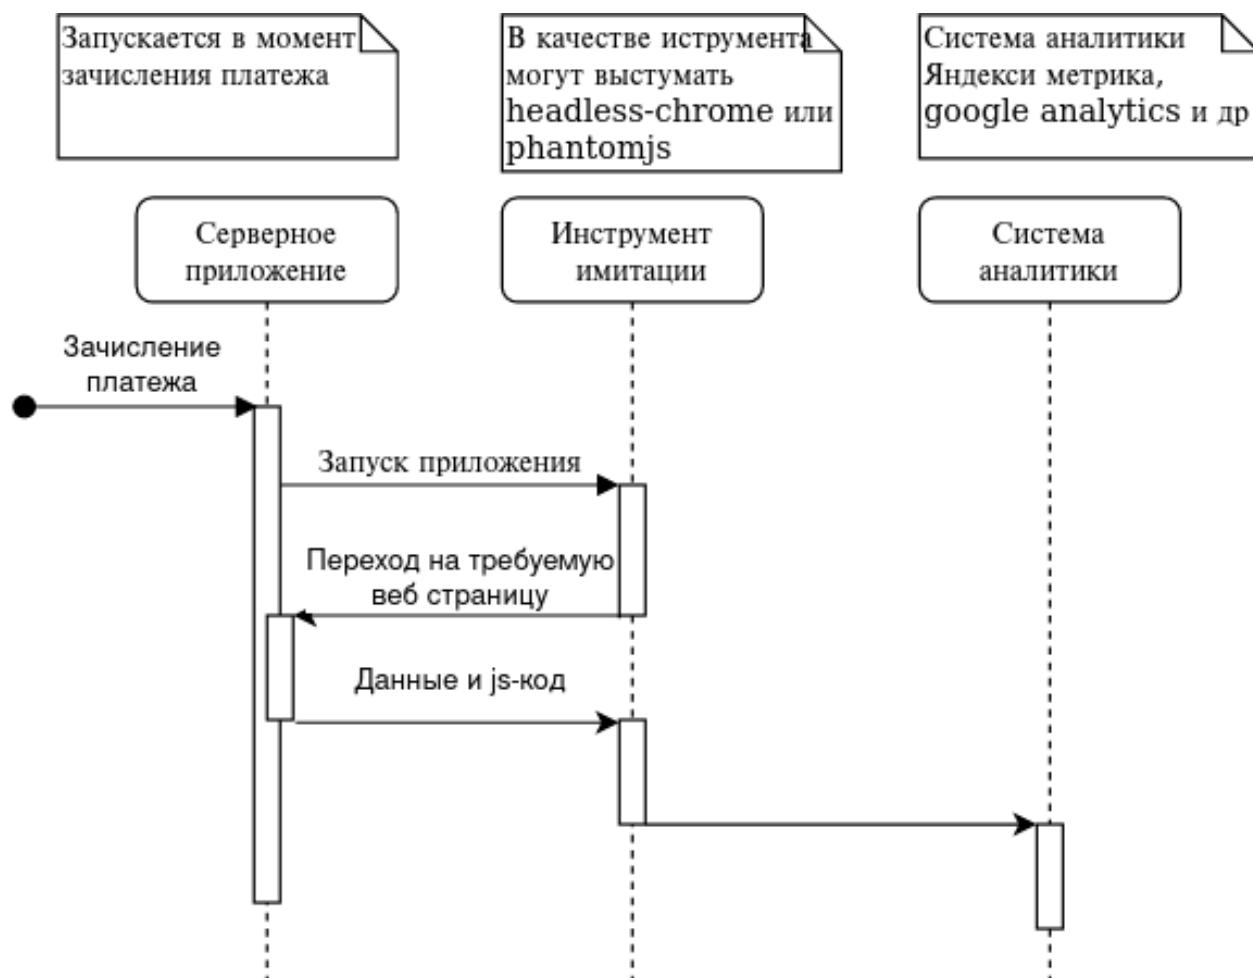 Запускается в момент
зачисления платежа
В качестве иструмента
могут выстумать
headless-chrome или
phantomjs
Система аналитики
Яндекси метрика,
google analytics и др
Серверное
приложение
Инструмент
имитации
Система
аналитики
Зачисление
платежа
Запуск приложения
Переход на требуемую
веб страницу
Данные и js-код